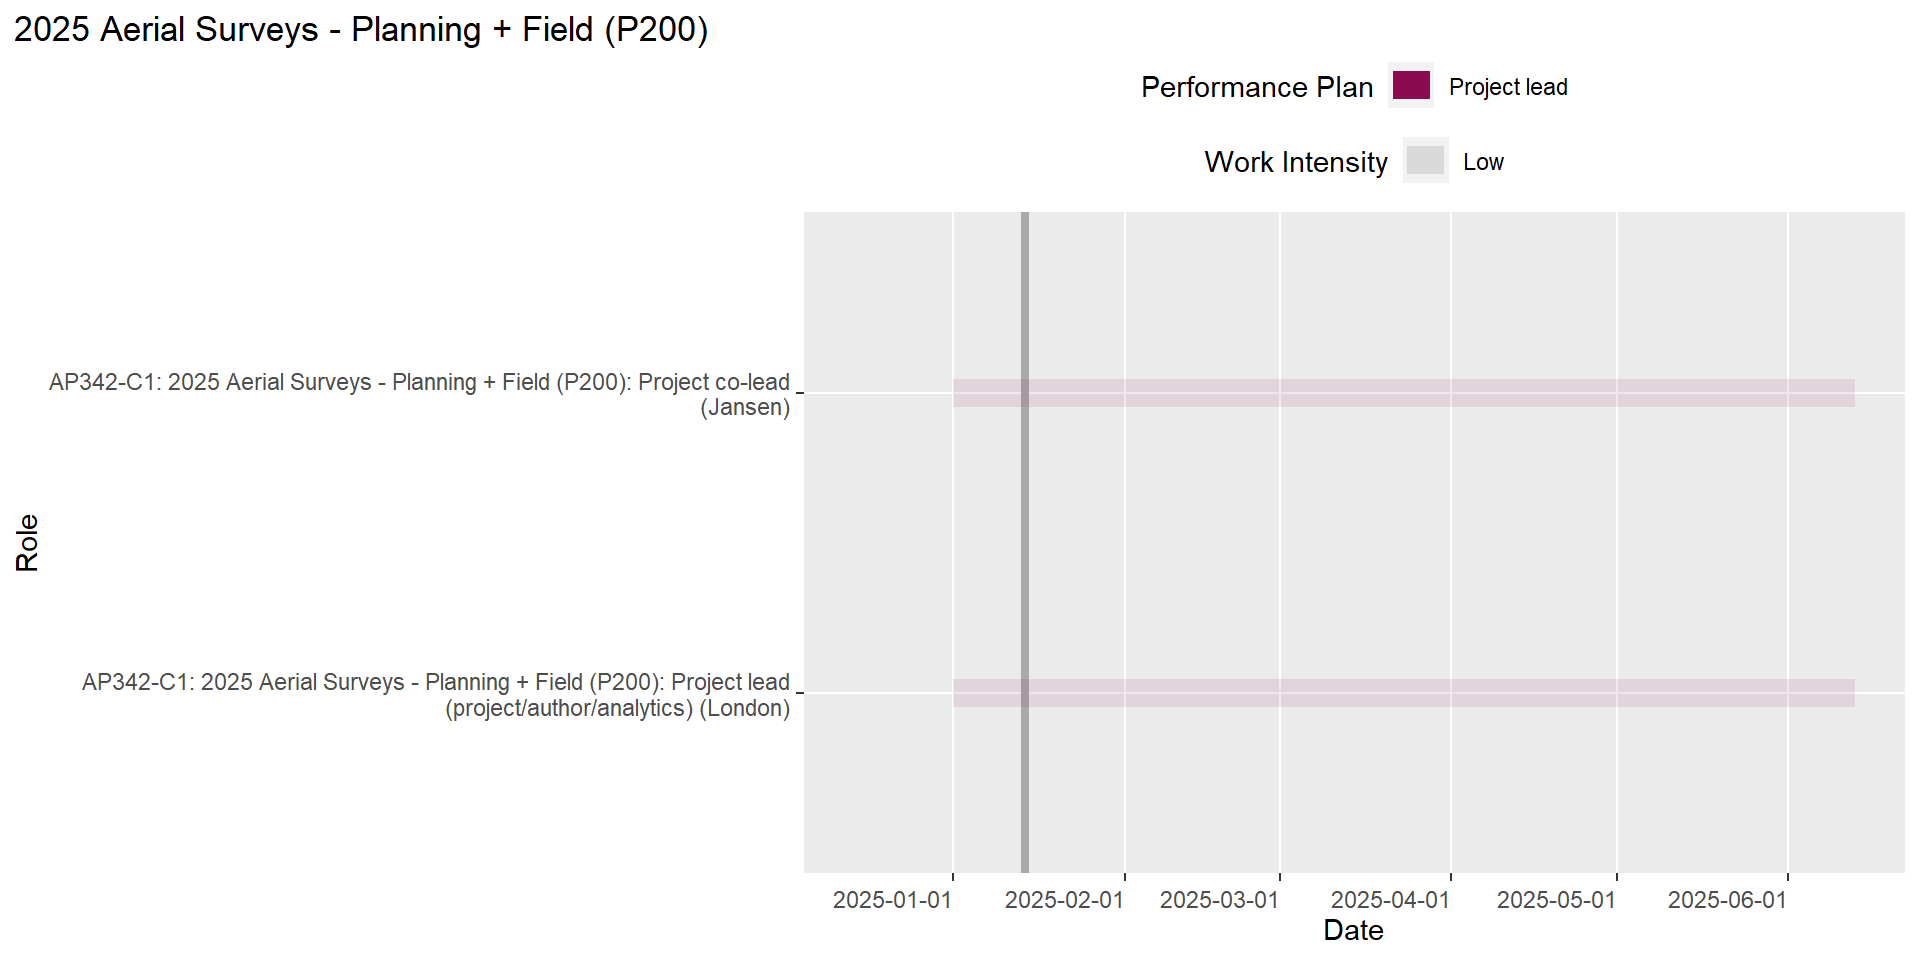 2025 Aerial Surveys - Planning + Field (P200)
Performance Plan
Project lead
Work Intensity
Low
AP342-C1: 2025 Aerial Surveys - Planning + Field (P200): Project co-lead
(Jansen)
Role
AP342-C1: 2025 Aerial Surveys - Planning + Field (P200): Project lead
(project/author/analytics) (London)
2025-01-01
2025-02-01
2025-03-01
2025-04-01
2025-05-01
2025-06-01
Date